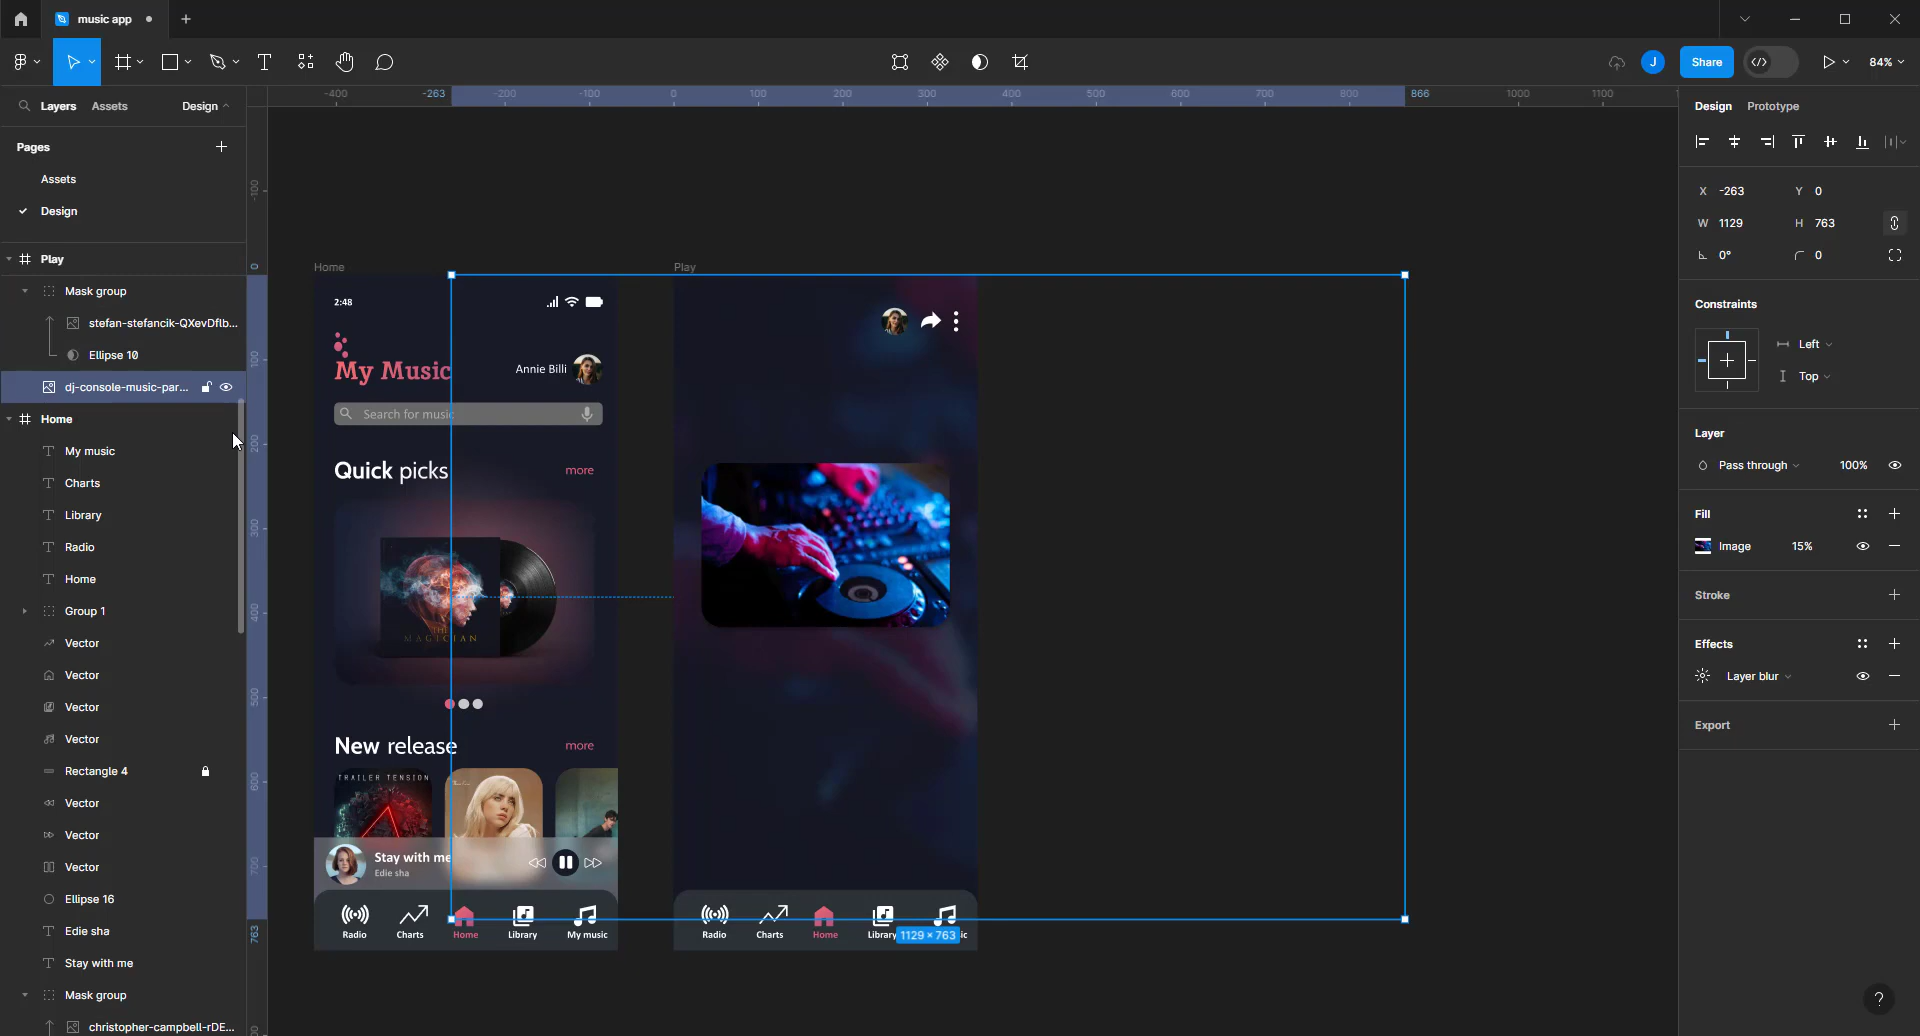 music app
Share
84%
Layers
Assets
Design
Pages
Assets
Design
Play
Mask group
stefan-stefancik-QXevDflb...
Ellipse 10
dj-console-music-par...
Home
My music
Charts
Library
Radio
Home
Group 1
Vector
Vector
Vector
Vector
Rectangle 4
Vector
Vector
Vector
Ellipse 16
Edie sha
Stay with me
Mask group
christopher-campbell-rDE...
-400
-263
-200
-100
0
100
200
300
400
500
600
700
800
866
1000
1100
-100
0
100
200
300
400
500
600
700
763
Home
2:48
My Music
Annie Billi
Search for music
Quick picks
more
THE
MAGICIAN
New release
more
TRAILER TENSION
Stay with me
Edie sha
Radio
Charts
Home
Library
My music
Play
Radio
Charts
Home
Library
1129 × 763
ic
Design
Prototype
X -263
Y 0
W 1129
H 763
0°
0
Constraints
Left
Top
Layer
Pass through
100%
Fill
Image
15%
Stroke
Effects
Layer blur
Export
J
?